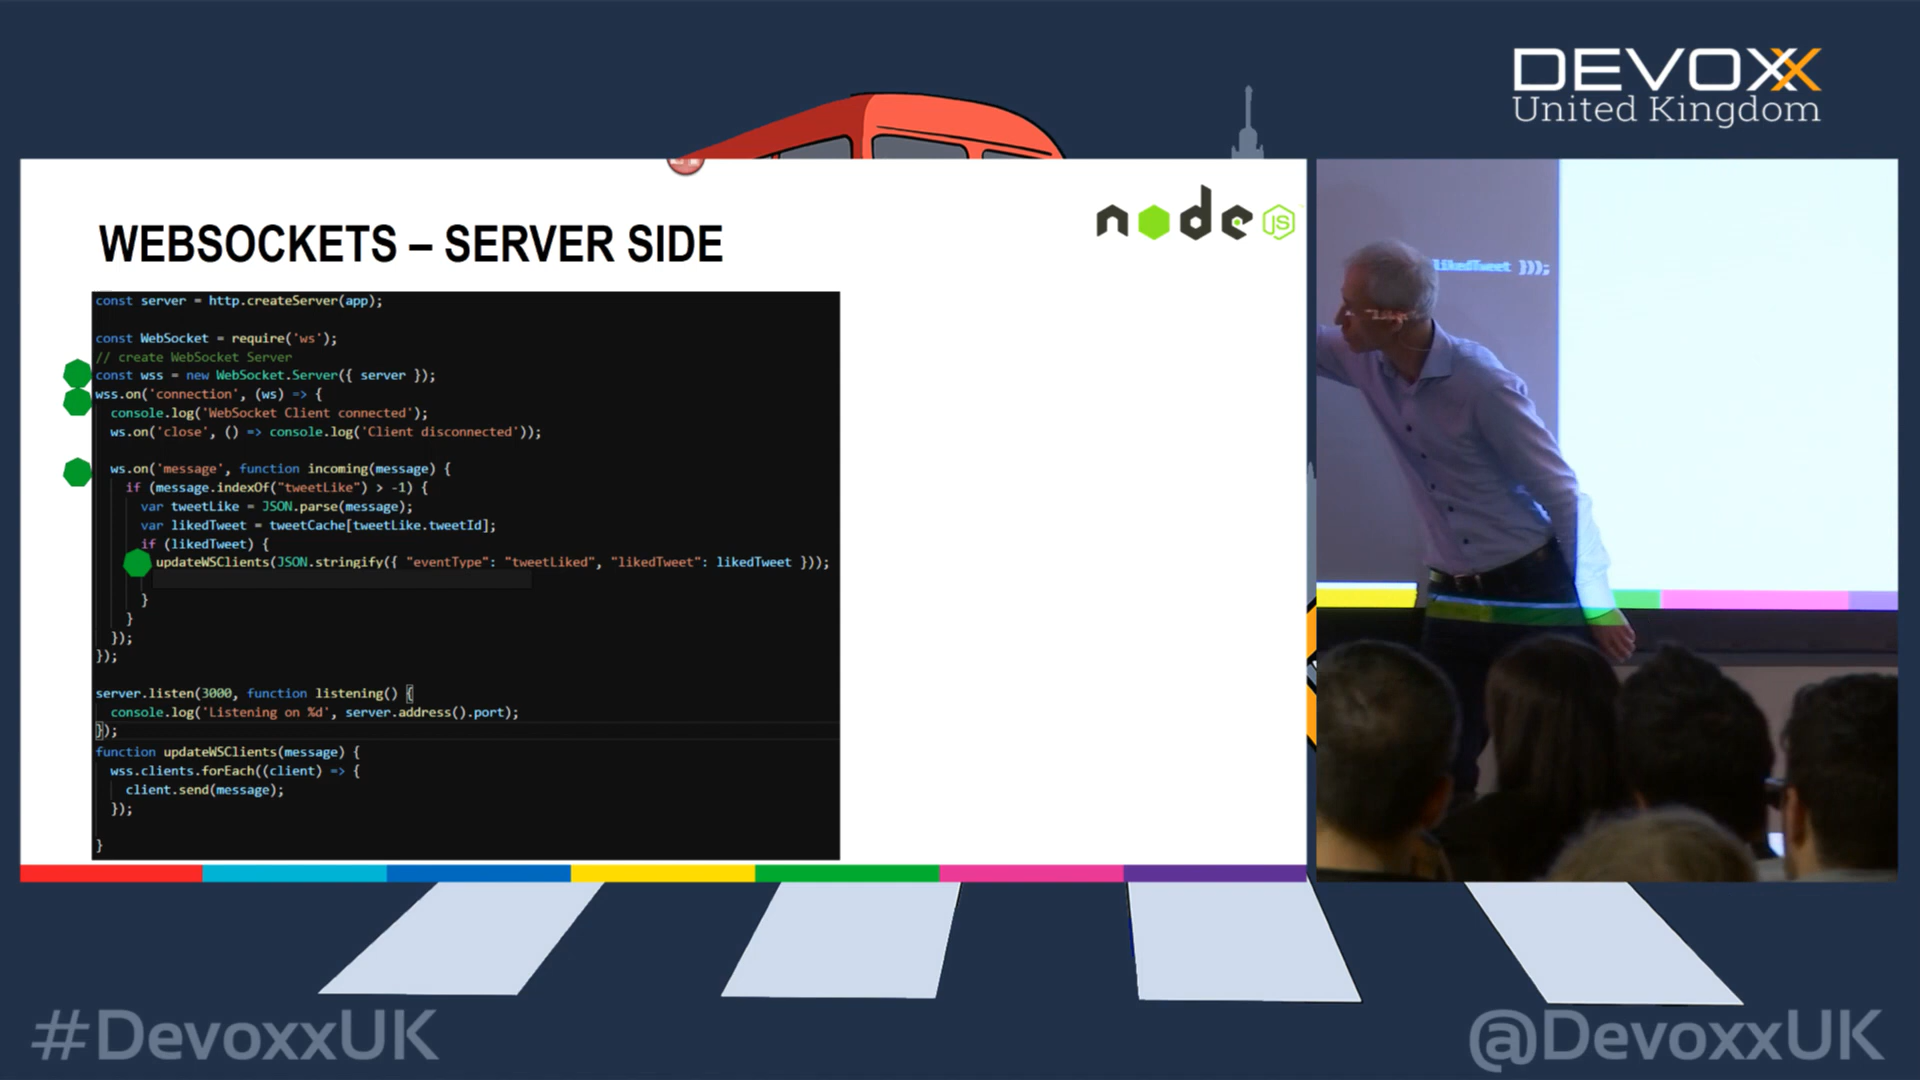 DEVOXX
United Kingdom
node JS
WEBSOCKETS – SERVER SIDE
const server = http.createServer(app);
const WebSocket = require('ws');
// create WebSocket Server
const wss = new WebSocket.Server({ server });
wss.on('connection', (ws) => {
console.log('WebSocket Client connected');
ws.on('close', () => console.log('Client disconnected'));
ws.on('message', function incoming(message) {
if (message.indexOf("tweetLike") > -1) {
var tweetLike = JSON.parse(message);
var likedTweet = tweetCache[tweetLike.tweetId];
if (likedTweet) {
updateWSClients(JSON.stringify({ "eventType": "tweetLiked", "likedTweet": likedTweet }));
}
}
});
});
server.listen(3000, function listening() {
console.log('Listening on %d', server.address().port);
});
function updateWSClients(message) {
wss.clients.forEach((client) => {
client.send(message);
});
}
likedTweet }));
#DevoxxUK
@DevoxxUK